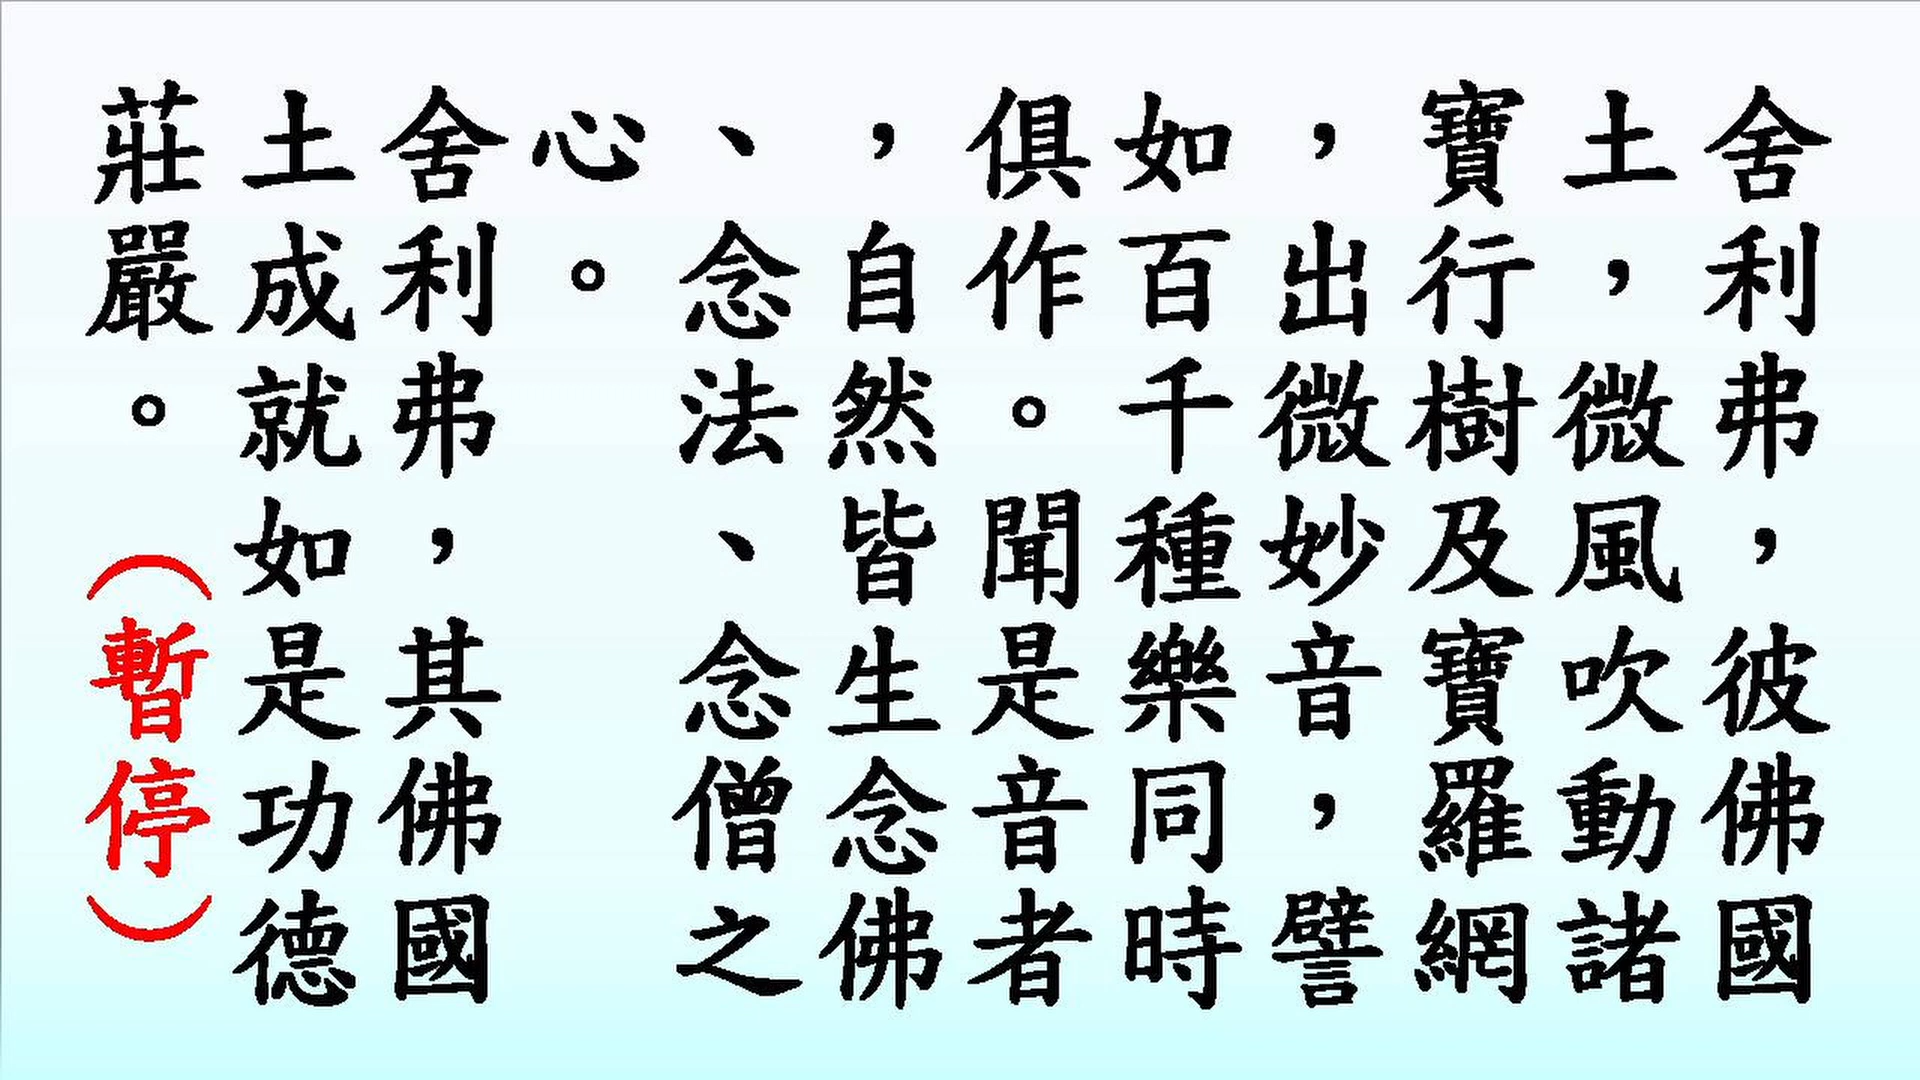 舍利弗，彼佛國
土，微風吹動諸
寶行樹及寶羅網
，出微妙音，譬
如百千種樂同時
俱作。聞是音者
，自然皆生念佛
、念法、念僧之
心。
舍利弗，其佛國
土成就如是功德
莊嚴。（暫停）